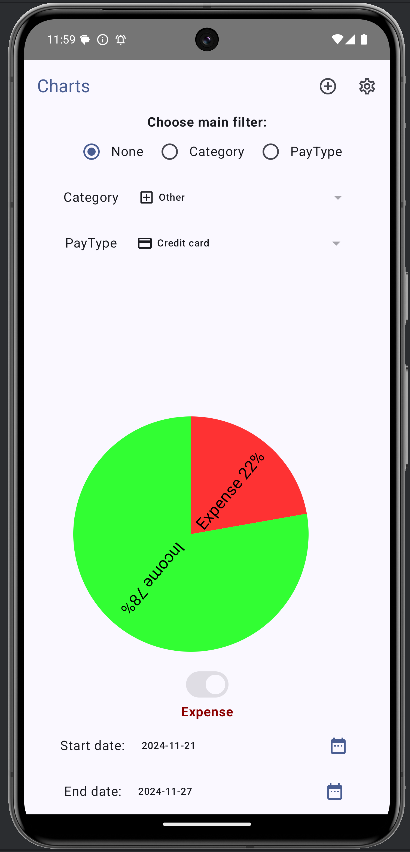 11:59
Charts
Choose main filter:
None Category PayType
Category Other
PayType Credit card
Expense 22%
Income 78%
Expense
Start date: 2024-11-21
End date: 2024-11-27